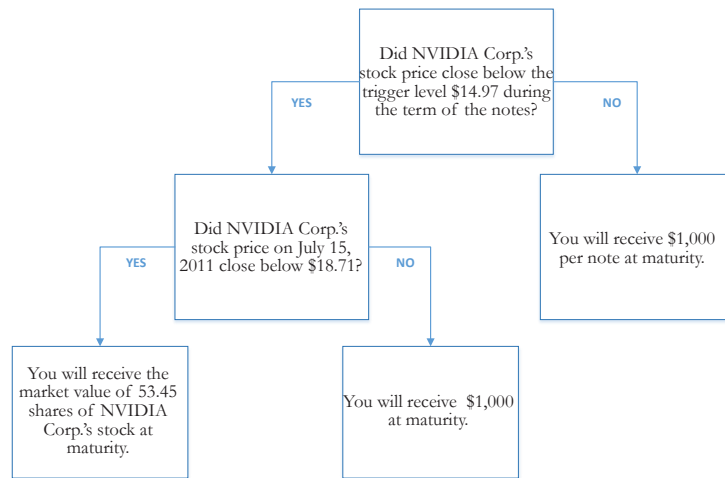 Did NVIDIA Corp.'s
stock price close below the
trigger level $14.97 during
the term of the notes?
YES
NO
Did NVIDIA Corp.'s
stock price on July 15,
2011 close below $18.71?
You will receive $1,000
per note at maturity.
YES
NO
You will receive the
market value of 53.45
shares of NVIDIA
Corp.'s stock at
maturity.
You will receive $1,000
at maturity.